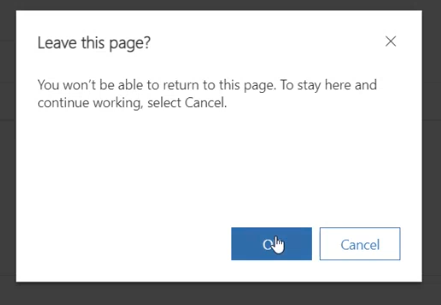 Leave this page?
You won't be able to return to this page. To stay here and
continue working, select Cancel.
Cancel